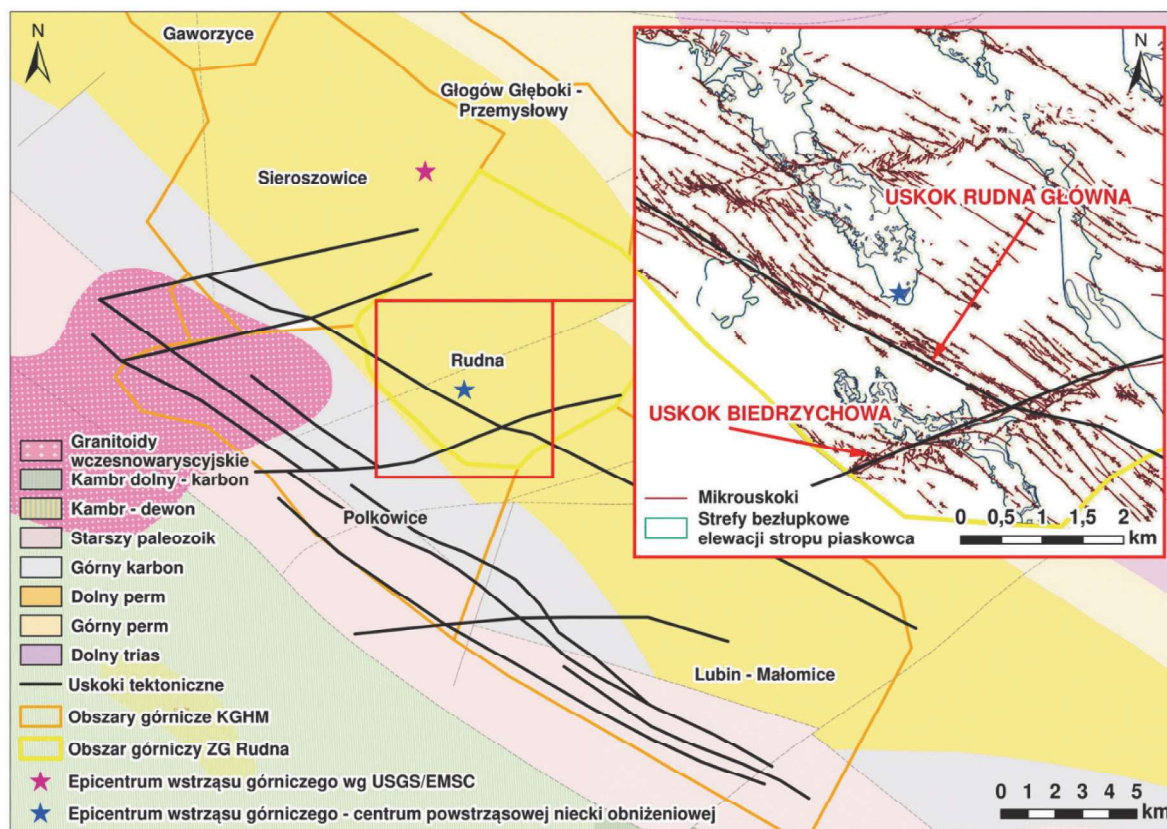 N
Gaworzyce
Głogów Głęboki -
Przemysłowy
Sieroszowice
Rudna
Polkowice
Lubin - Małomice
N
USKOK RUDNA GŁÓWNA
USKOK BIEDRZYCHOWA
Mikrouskoki
Strefy bezłupkowe
elewacji stropu piaskowca
0 0,5 1 1,5 2
km
Granitoidy
wczesnowaryscyjskie
Kambr dolny - karbon
Kambr - dewon
Starszy paleozoik
Górny karbon
Dolny perm
Górny perm
Dolny trias
Uskoki tektoniczne
Obszary górnicze KGHM
Obszar górniczy ZG Rudna
Epicentrum wstrząsu górniczego wg USGS/EMSC
Epicentrum wstrząsu górniczego - centrum powstrząsowej niecki obniżeniowej
0 1 2 3 4 5
km